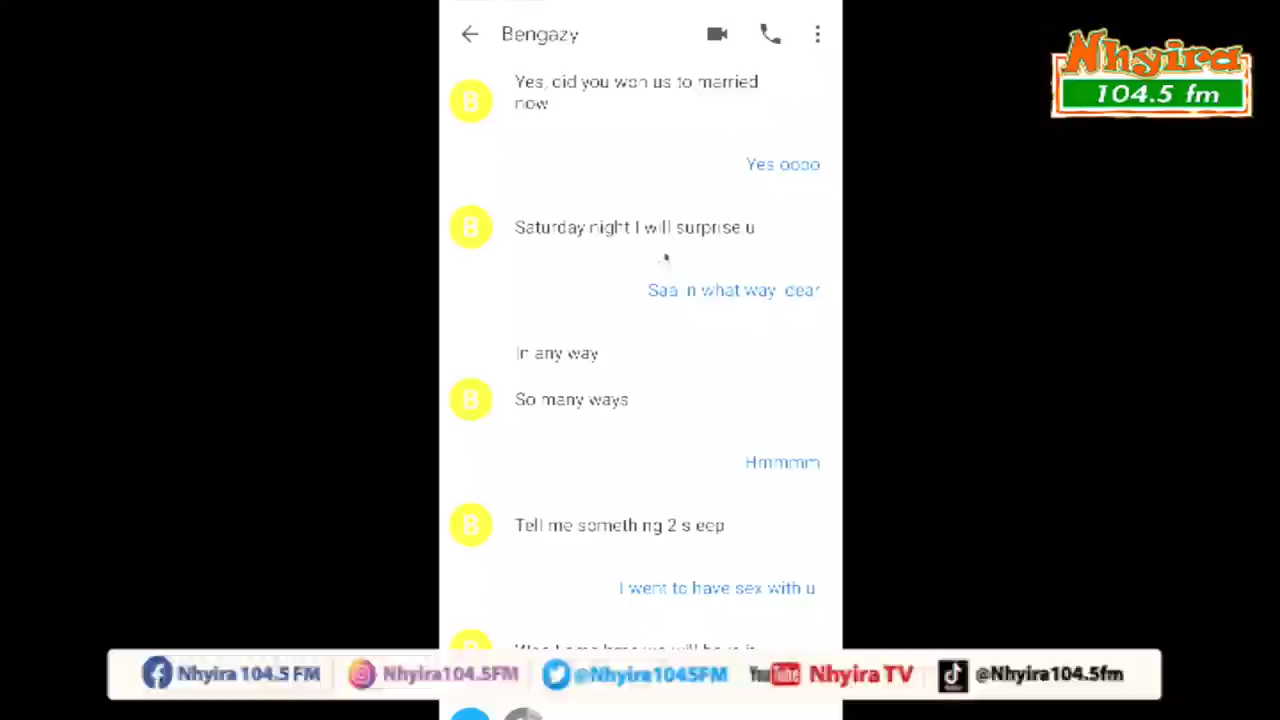 Bengazy
Nhyira
104.5 fm
Yes, did you won us to married
now
B
Yes oooo
B
Saturday night I will surprise u
Saa in what way dear
In any way
B
So many ways
Hmmmm
B
Tell me something 2 sleep
I went to have sex with u
Nhyira 104.5 FM
Nhyira104.5FM
@Nhyira1045FM
YouTube
Nhyira TV
@Nhyira104.5fm